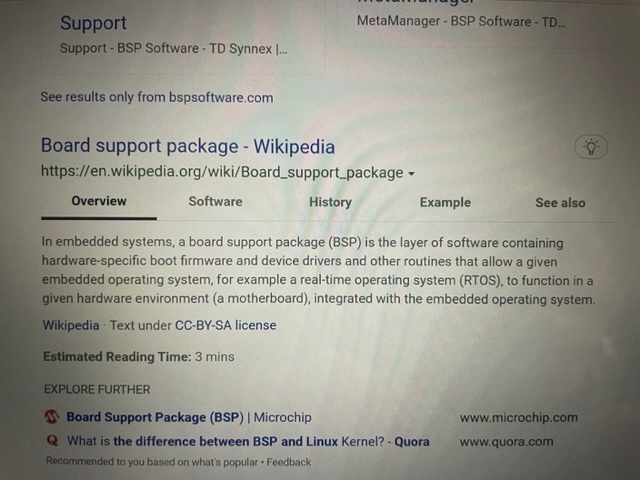 MetaManager
Support
MetaManager - BSP Software - TD...
Support - BSP Software - TD Synnex |...
See results only from bspsoftware.com
Board support package - Wikipedia
https://en.wikipedia.org/wiki/Board_support_package
Overview Software History Example See also
In embedded systems, a board support package (BSP) is the layer of software containing
hardware-specific boot firmware and device drivers and other routines that allow a given
embedded operating system, for example a real-time operating system (RTOS), to function in a
given hardware environment (a motherboard), integrated with the embedded operating system.
Wikipedia · Text under CC-BY-SA license
Estimated Reading Time: 3 mins
EXPLORE FURTHER
Board Support Package (BSP) | Microchip www.microchip.com
Q What is the difference between BSP and Linux Kernel? - Quora www.quora.com
Recommended to you based on what's popular • Feedback